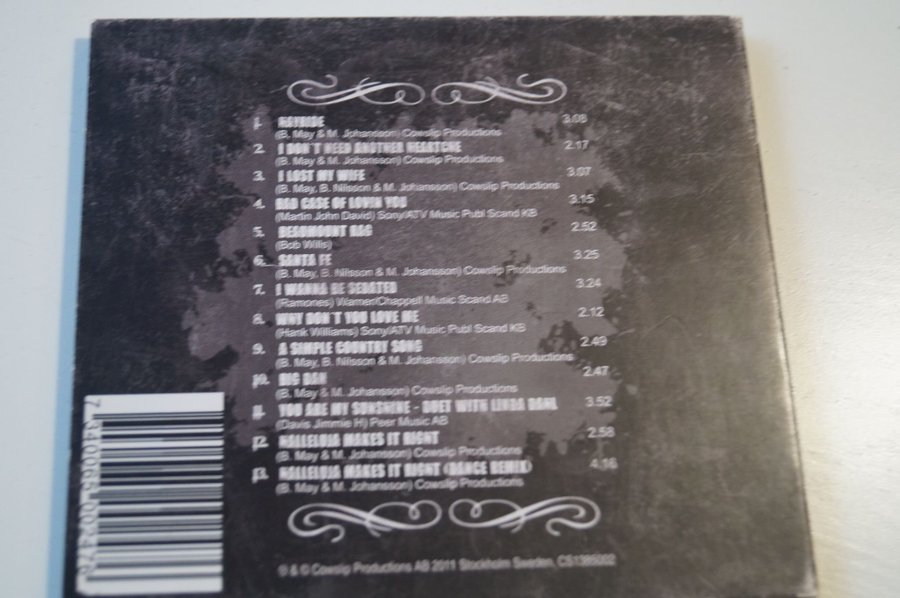 1. HAYRIDE 3.08
(B. May & M. Johansson) Cowslip Productions
2. I DON'T NEED ANOTHER HEARTCHE 2.17
(B. May & M. Johansson) Cowslip Productions
3. I LOST MY WIFE 3.07
(B. May, B. Nilsson & M. Johansson) Cowslip Productions
4. BAD CASE OF LOVIN YOU 3.15
(Martin John David) Sony/ATV Music Publ Scand KB
5. BEAUMOUNT RAG 2.52
(Bob Wills)
6. SANTA FE 3.25
(B. May, B. Nilsson & M. Johansson) Cowslip Productions
7. I WANNA BE SEDATED 3.24
(Ramones) Warner/Chappell Music Scand AB
8. WHY DON'T YOU LOVE ME 2.12
(Hank Williams) Sony/ATV Music Publ Scand KB
9. A SIMPLE COUNTRY SONG 2.49
(B. May, B. Nilsson & M. Johansson) Cowslip Productions
10. BIG DAN 2.47
(B. May & M. Johansson) Cowslip Productions
11. YOU ARE MY SUNSHINE - DUET WITH LINDA DAHL 3.52
(Davis Jimmie H) Peer Music AB
12. HALLELUJA MAKES IT RIGHT 2.58
(B. May & M. Johansson) Cowslip Productions
13. HALLELUJA MAKES IT RIGHT (DANCE REMIX) 4.16
(B. May & M. Johansson) Cowslip Productions
℗ & © Cowslip Productions AB 2011 Stockholm Sweden,